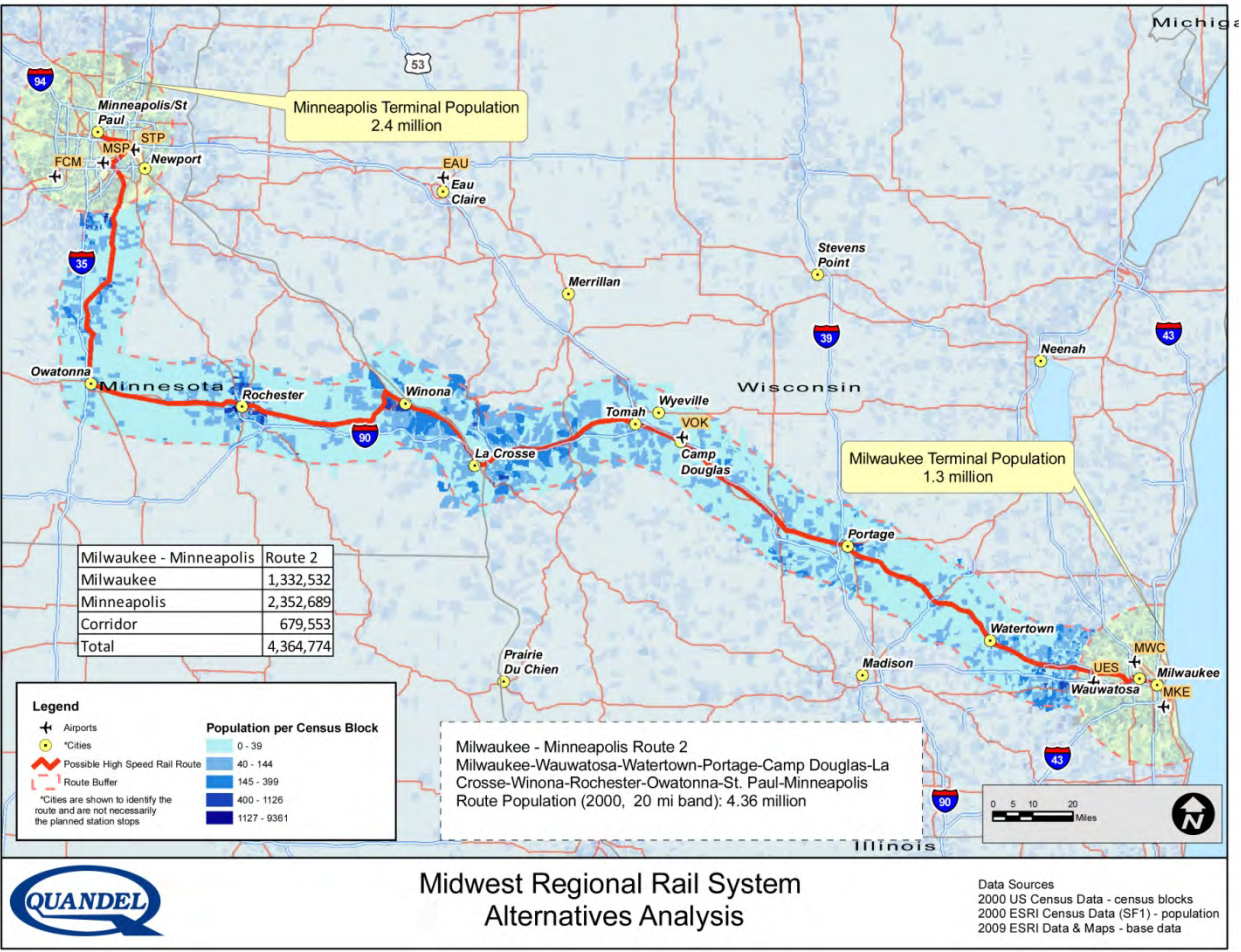 Michiga
94
53
Minneapolis/St
Paul
Minneapolis Terminal Population
2.4 million
STP
MSP
FCM
Newport
EAU
Eau
Claire
35
Stevens
Point
Merrillan
39
43
Neenah
Owatonna
Minnesota
Rochester
Winona
Wisconsin
Wyeville
Tomah
VOK
90
La Crosse
Camp
Douglas
Milwaukee Terminal Population
1.3 million
Portage
Milwaukee - Minneapolis Route 2
Milwaukee 1,332,532
Minneapolis 2,352,689
Corridor 679,553
Total 4,364,774
Watertown
Prairie
Du Chien
Madison
MWC
UES
Milwaukee
Wauwatosa
MKE
Legend
Airports
*Cities
Possible High Speed Rail Route
Route Buffer
*Cities are shown to identify the
route and are not necessarily
the planned station stops
Population per Census Block
0 - 39
40 - 144
145 - 399
400 - 1126
1127 - 9361
Milwaukee - Minneapolis Route 2
Milwaukee-Wauwatosa-Watertown-Portage-Camp Douglas-La
Crosse-Winona-Rochester-Owatonna-St. Paul-Minneapolis
Route Population (2000, 20 mi band): 4.36 million
43
90
0 5 10 20
Miles
N
Illinois
QUANDEL
Midwest Regional Rail System
Alternatives Analysis
Data Sources
2000 US Census Data - census blocks
2000 ESRI Census Data (SF1) - population
2009 ESRI Data & Maps - base data